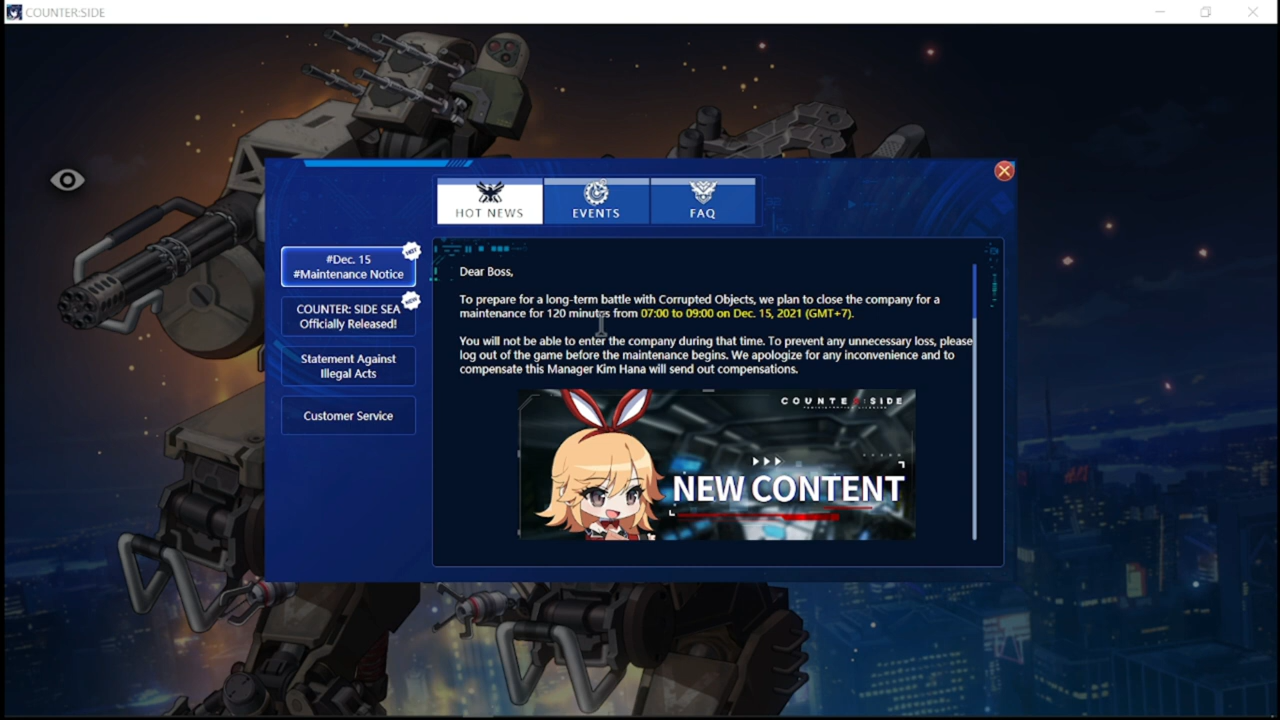 COUNTER:SIDE
HOT NEWS
EVENTS
FAQ
#Dec. 15
#Maintenance Notice
HOT
COUNTER: SIDE SEA
Officially Released!
NEW
Statement Against
Illegal Acts
Customer Service
Dear Boss,
To prepare for a long-term battle with Corrupted Objects, we plan to close the company for a
maintenance for 120 minutes from 07:00 to 09:00 on Dec. 15, 2021 (GMT+7).
You will not be able to enter the company during that time. To prevent any unnecessary loss, please
log out of the game before the maintenance begins. We apologize for any inconvenience and to
compensate this Manager Kim Hana will send out compensations.
COUNTER:SIDE
NEW CONTENT